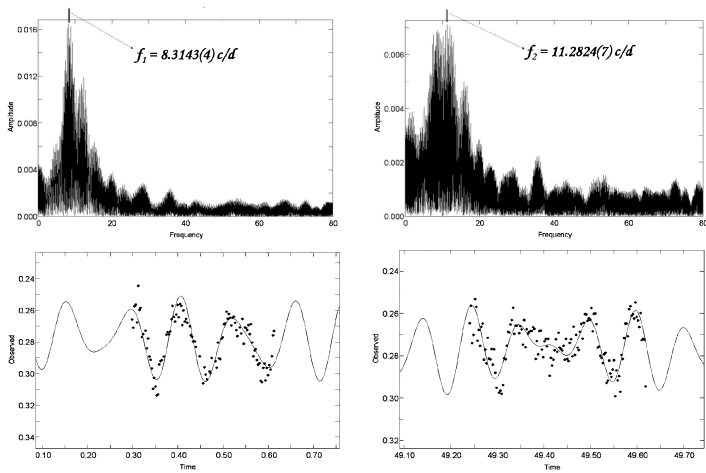 f₁ = 8.3143(4) c/d
0.016
0.012
0.008
0.004
0.000
Amplitude
0 20 40 60 80
Frequency
f₂ = 11.2824(7) c/d
0.006
0.004
0.002
0.000
Amplitude
0 20 40 60 80
Frequency
0.24
0.26
0.28
0.30
0.32
0.34
Observed
0.10 0.20 0.30 0.40 0.50 0.60 0.70
Time
0.26
0.28
0.30
0.32
Observed
49.10 49.20 49.30 49.40 49.50 49.60 49.70
Time